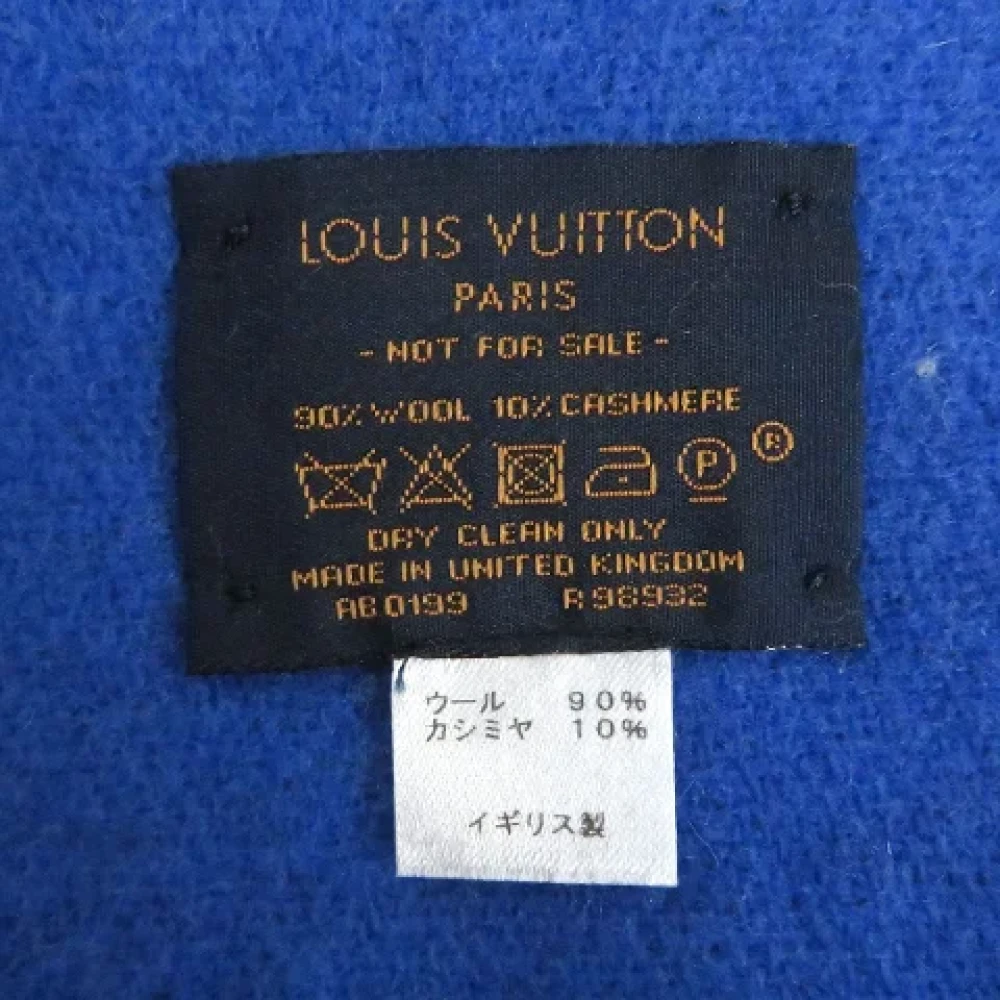 LOUIS VUITTON
PARIS
- NOT FOR SALE -
90% WOOL 10% CASHMERE
P ®
DRY CLEAN ONLY
MADE IN UNITED KINGDOM
AB0199 R98932
ウール 90%
カシミヤ 10%
イギリス製